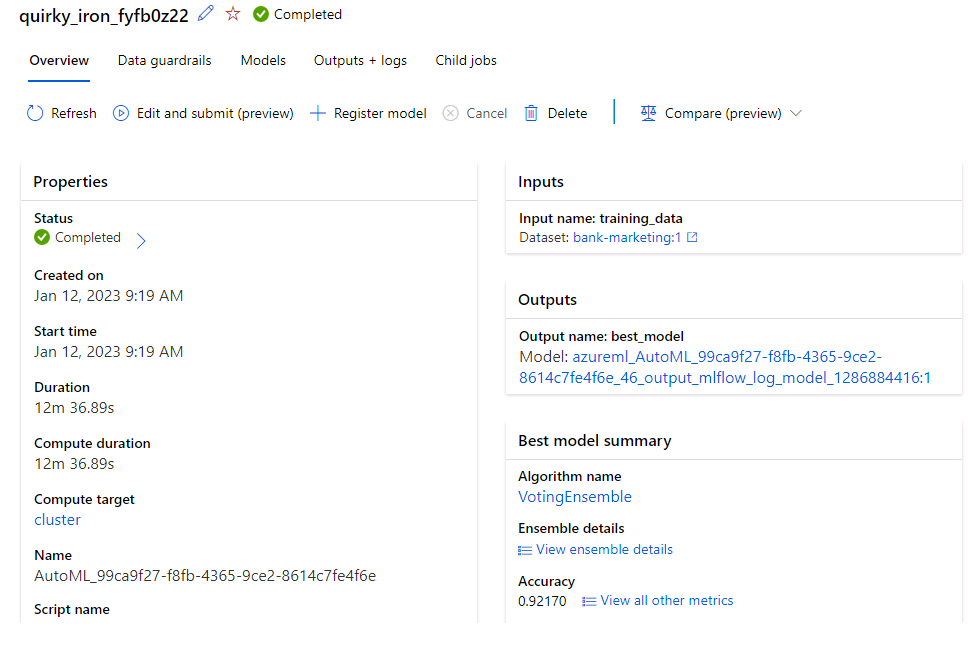 quirky_iron_fyfb0z22 Completed
Overview Data guardrails Models Outputs + logs Child jobs
Refresh Edit and submit (preview) Register model Cancel Delete Compare (preview)
Properties
Status
Completed
Created on
Jan 12, 2023 9:19 AM
Start time
Jan 12, 2023 9:19 AM
Duration
12m 36.89s
Compute duration
12m 36.89s
Compute target
cluster
Name
AutoML_99ca9f27-f8fb-4365-9ce2-8614c7fe4f6e
Script name
Inputs
Input name: training_data
Dataset: bank-marketing:1
Outputs
Output name: best_model
Model: azureml_AutoML_99ca9f27-f8fb-4365-9ce2-
8614c7fe4f6e_46_output_mlflow_log_model_1286884416:1
Best model summary
Algorithm name
VotingEnsemble
Ensemble details
View ensemble details
Accuracy
0.92170 View all other metrics